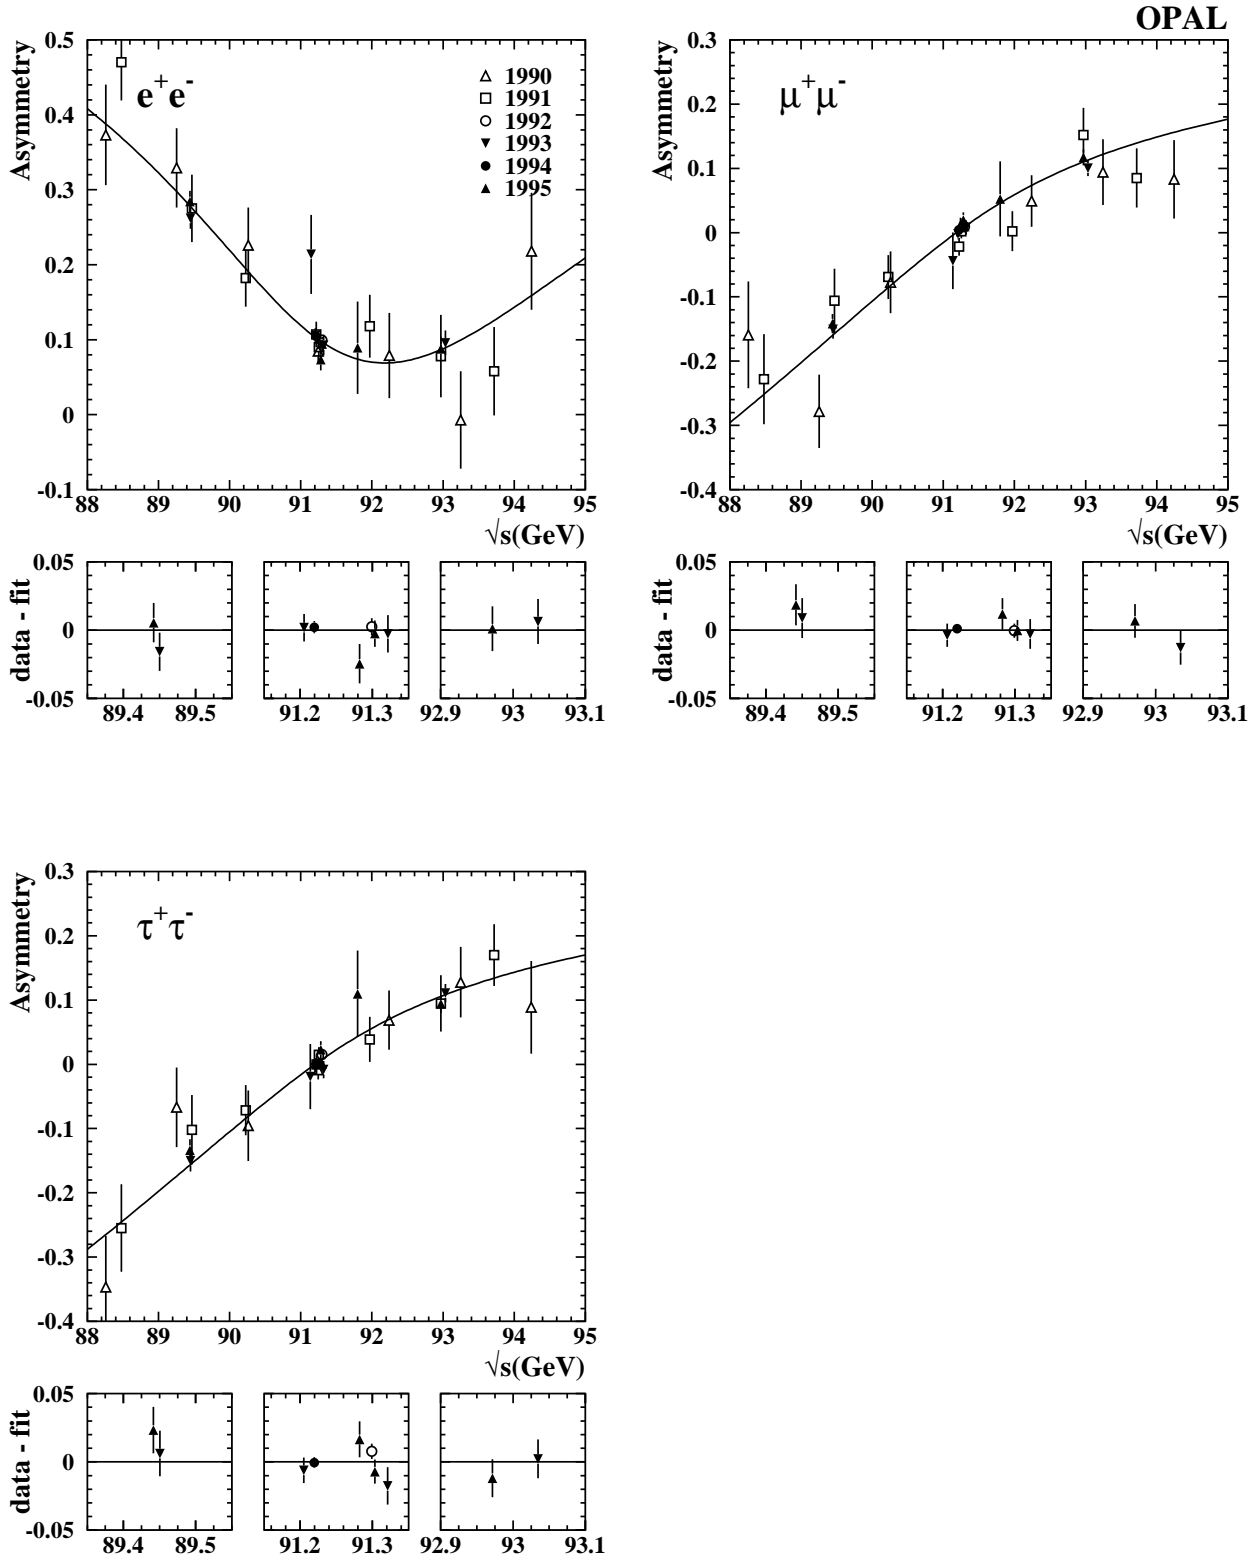 OPAL
Asymmetry
0.5
0.4
0.3
0.2
0.1
0
-0.1
e+e-
1990
1991
1992
1993
1994
1995
88 89 90 91 92 93 94 95
√s(GeV)
data - fit
0.05
0
-0.05
89.4 89.5
91.2 91.3
92.9 93 93.1
Asymmetry
0.3
0.2
0.1
0
-0.1
-0.2
-0.3
-0.4
μ+μ-
88 89 90 91 92 93 94 95
√s(GeV)
data - fit
0.05
0
-0.05
89.4 89.5
91.2 91.3
92.9 93 93.1
Asymmetry
0.3
0.2
0.1
0
-0.1
-0.2
-0.3
-0.4
τ+τ-
88 89 90 91 92 93 94 95
√s(GeV)
data - fit
0.05
0
-0.05
89.4 89.5
91.2 91.3
92.9 93 93.1